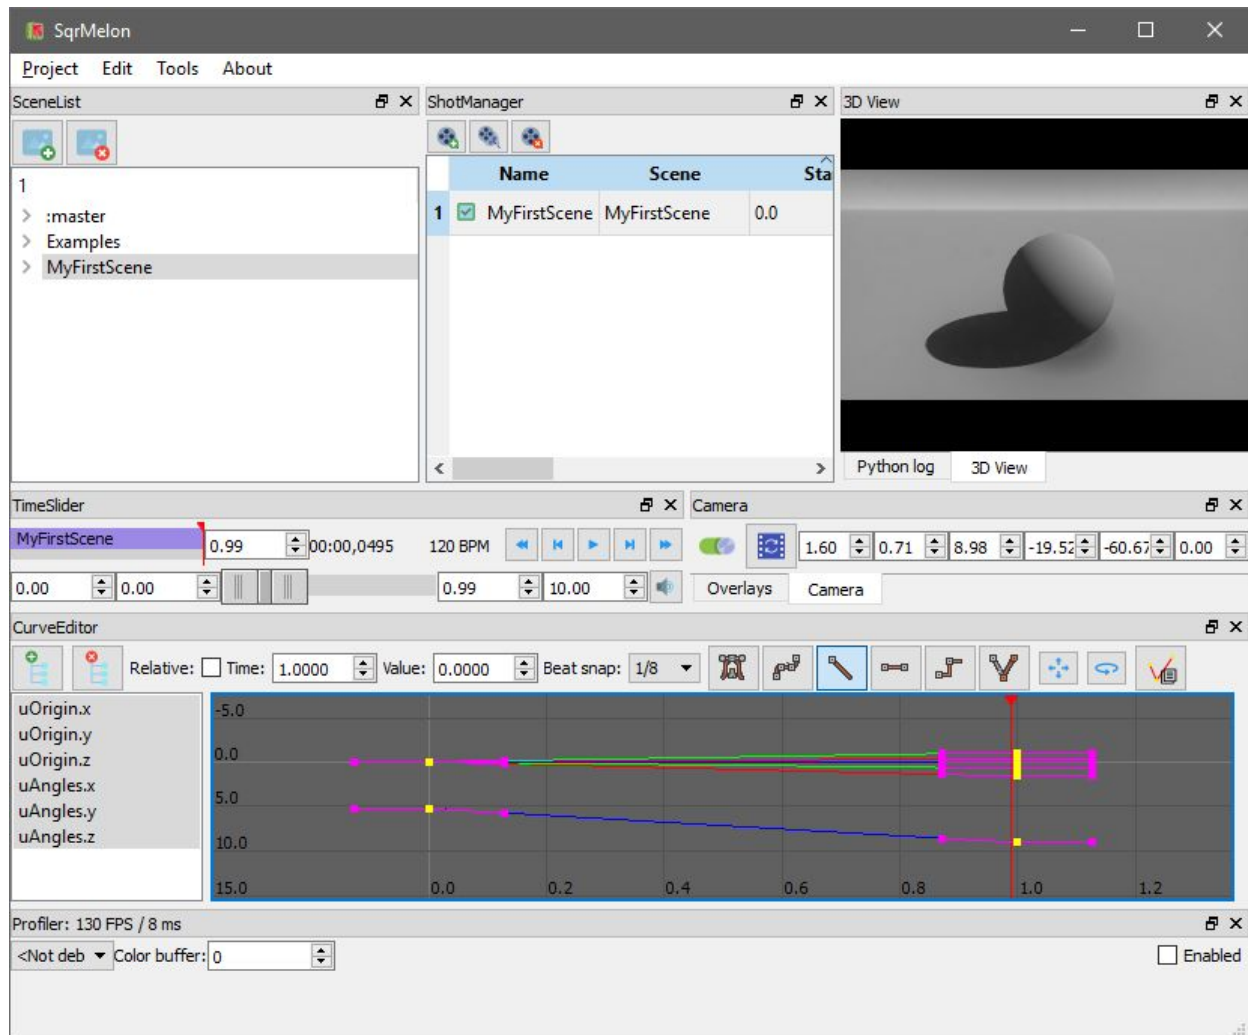 SqrMelon
Project Edit Tools About
SceneList
ShotManager
3D View
Name Scene Sta
1
:master
Examples
MyFirstScene
1 MyFirstScene MyFirstScene 0.0
Python log 3D View
TimeSlider
Camera
MyFirstScene 0.99 00:00,0495 120 BPM
1.60 0.71 8.98 -19.52 -60.67 0.00
0.00 0.00 0.99 10.00
Overlays Camera
CurveEditor
Relative: Time: 1.0000 Value: 0.0000 Beat snap: 1/8
uOrigin.x
uOrigin.y
uOrigin.z
uAngles.x
uAngles.y
uAngles.z
-5.0
0.0
5.0
10.0
15.0 0.0 0.2 0.4 0.6 0.8 1.0 1.2
Profiler: 130 FPS / 8 ms
<Not deb Color buffer: 0 Enabled